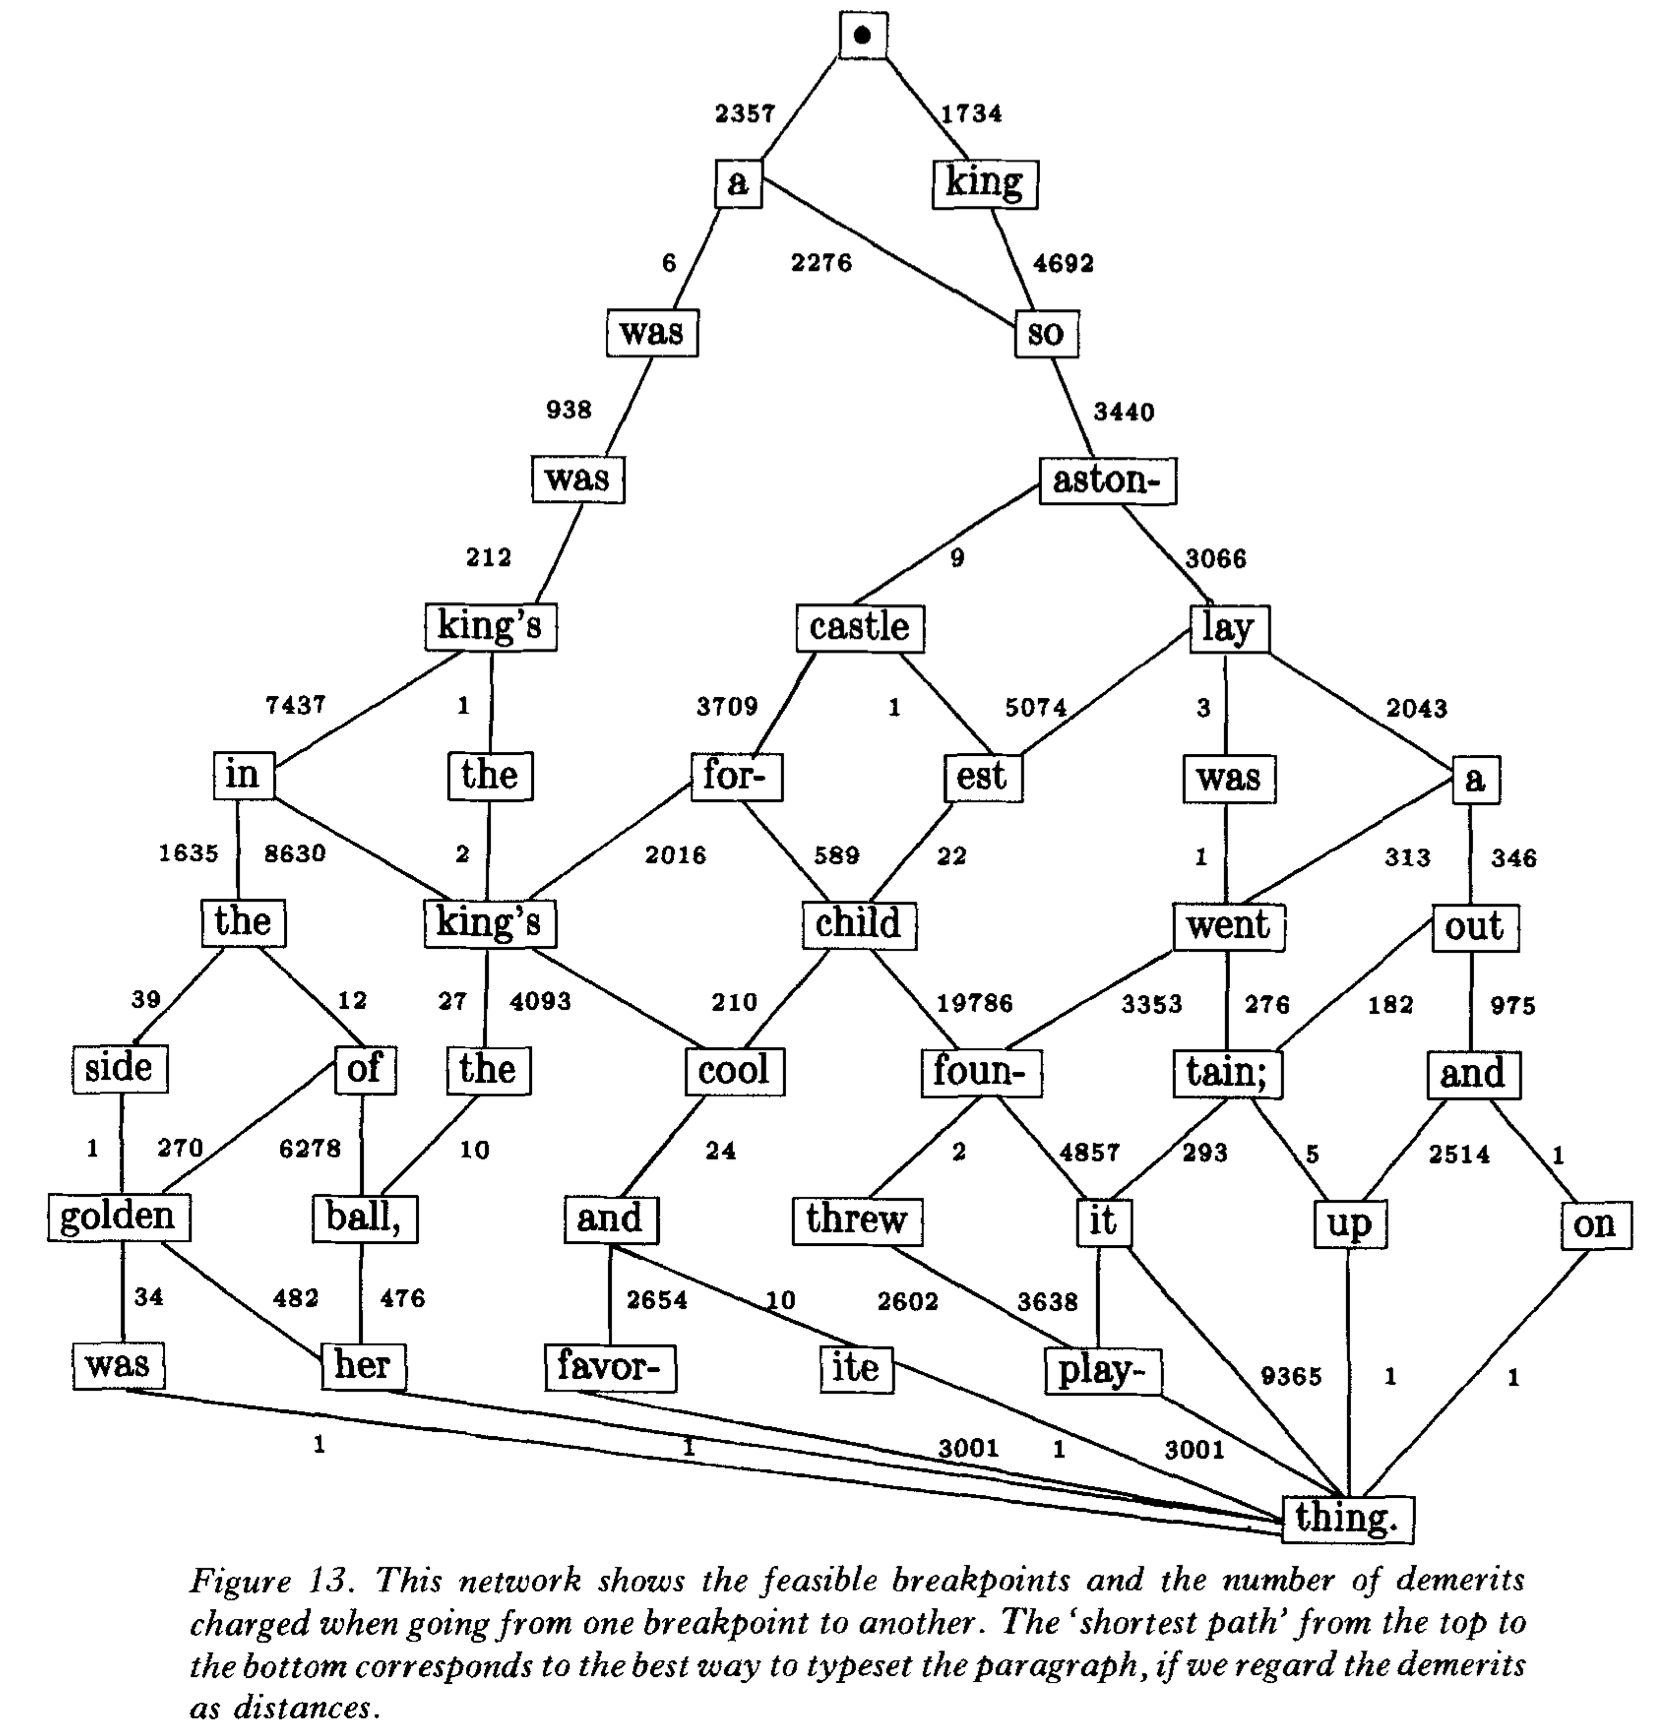 2357 1734
a king
6 2276 4692
was so
938 3440
was aston-
212 9 3066
king's castle lay
7437 1 3709 1 5074 3 2043
in the for- est was a
1635 8630 2 2016 589 22 1 313 346
the king's child went out
39 12 27 4093 210 19786 3353 276 182 975
side of the cool foun- tain; and
1 270 6278 10 24 2 4857 293 5 2514 1
golden ball, and threw it up on
34 482 476 2654 10 2602 3638
was her favor- ite play-
9365 1 1
1 1 3001 1 3001
thing.
Figure 13. This network shows the feasible breakpoints and the number of demerits
charged when going from one breakpoint to another. The ‘shortest path’ from the top to
the bottom corresponds to the best way to typeset the paragraph, if we regard the demerits
as distances.